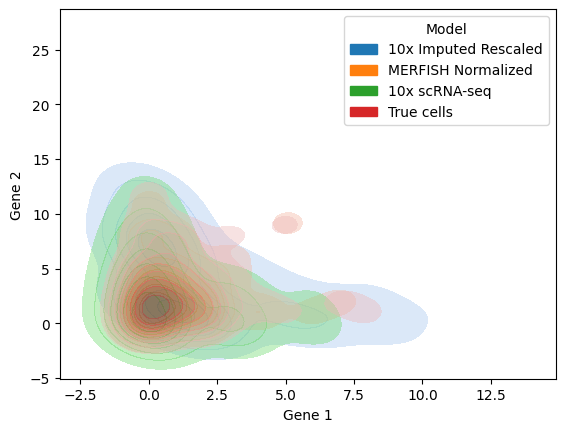 Model
10x Imputed Rescaled
MERFISH Normalized
10x scRNA-seq
True cells
25
20
15
10
5
0
−5
Gene 2
−2.5 0.0 2.5 5.0 7.5 10.0 12.5
Gene 1